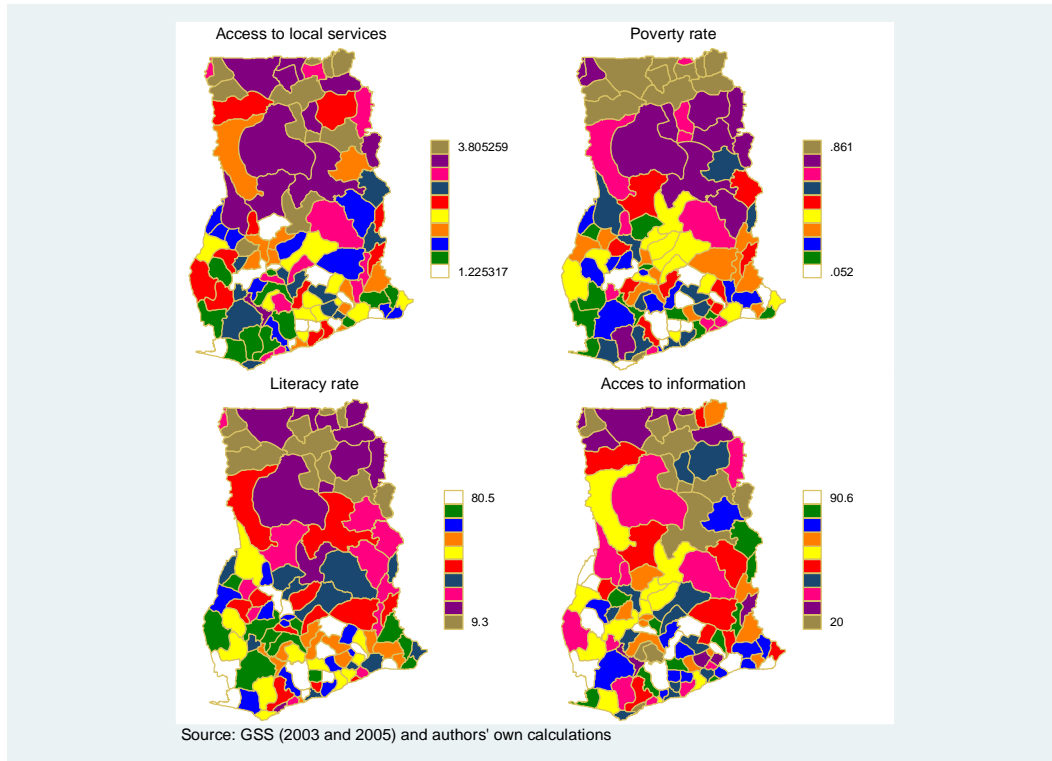 Access to local services
Poverty rate
3.805259
1.225317
.861
.052
Literacy rate
Acces to information
80.5
9.3
90.6
20
Source: GSS (2003 and 2005) and authors' own calculations